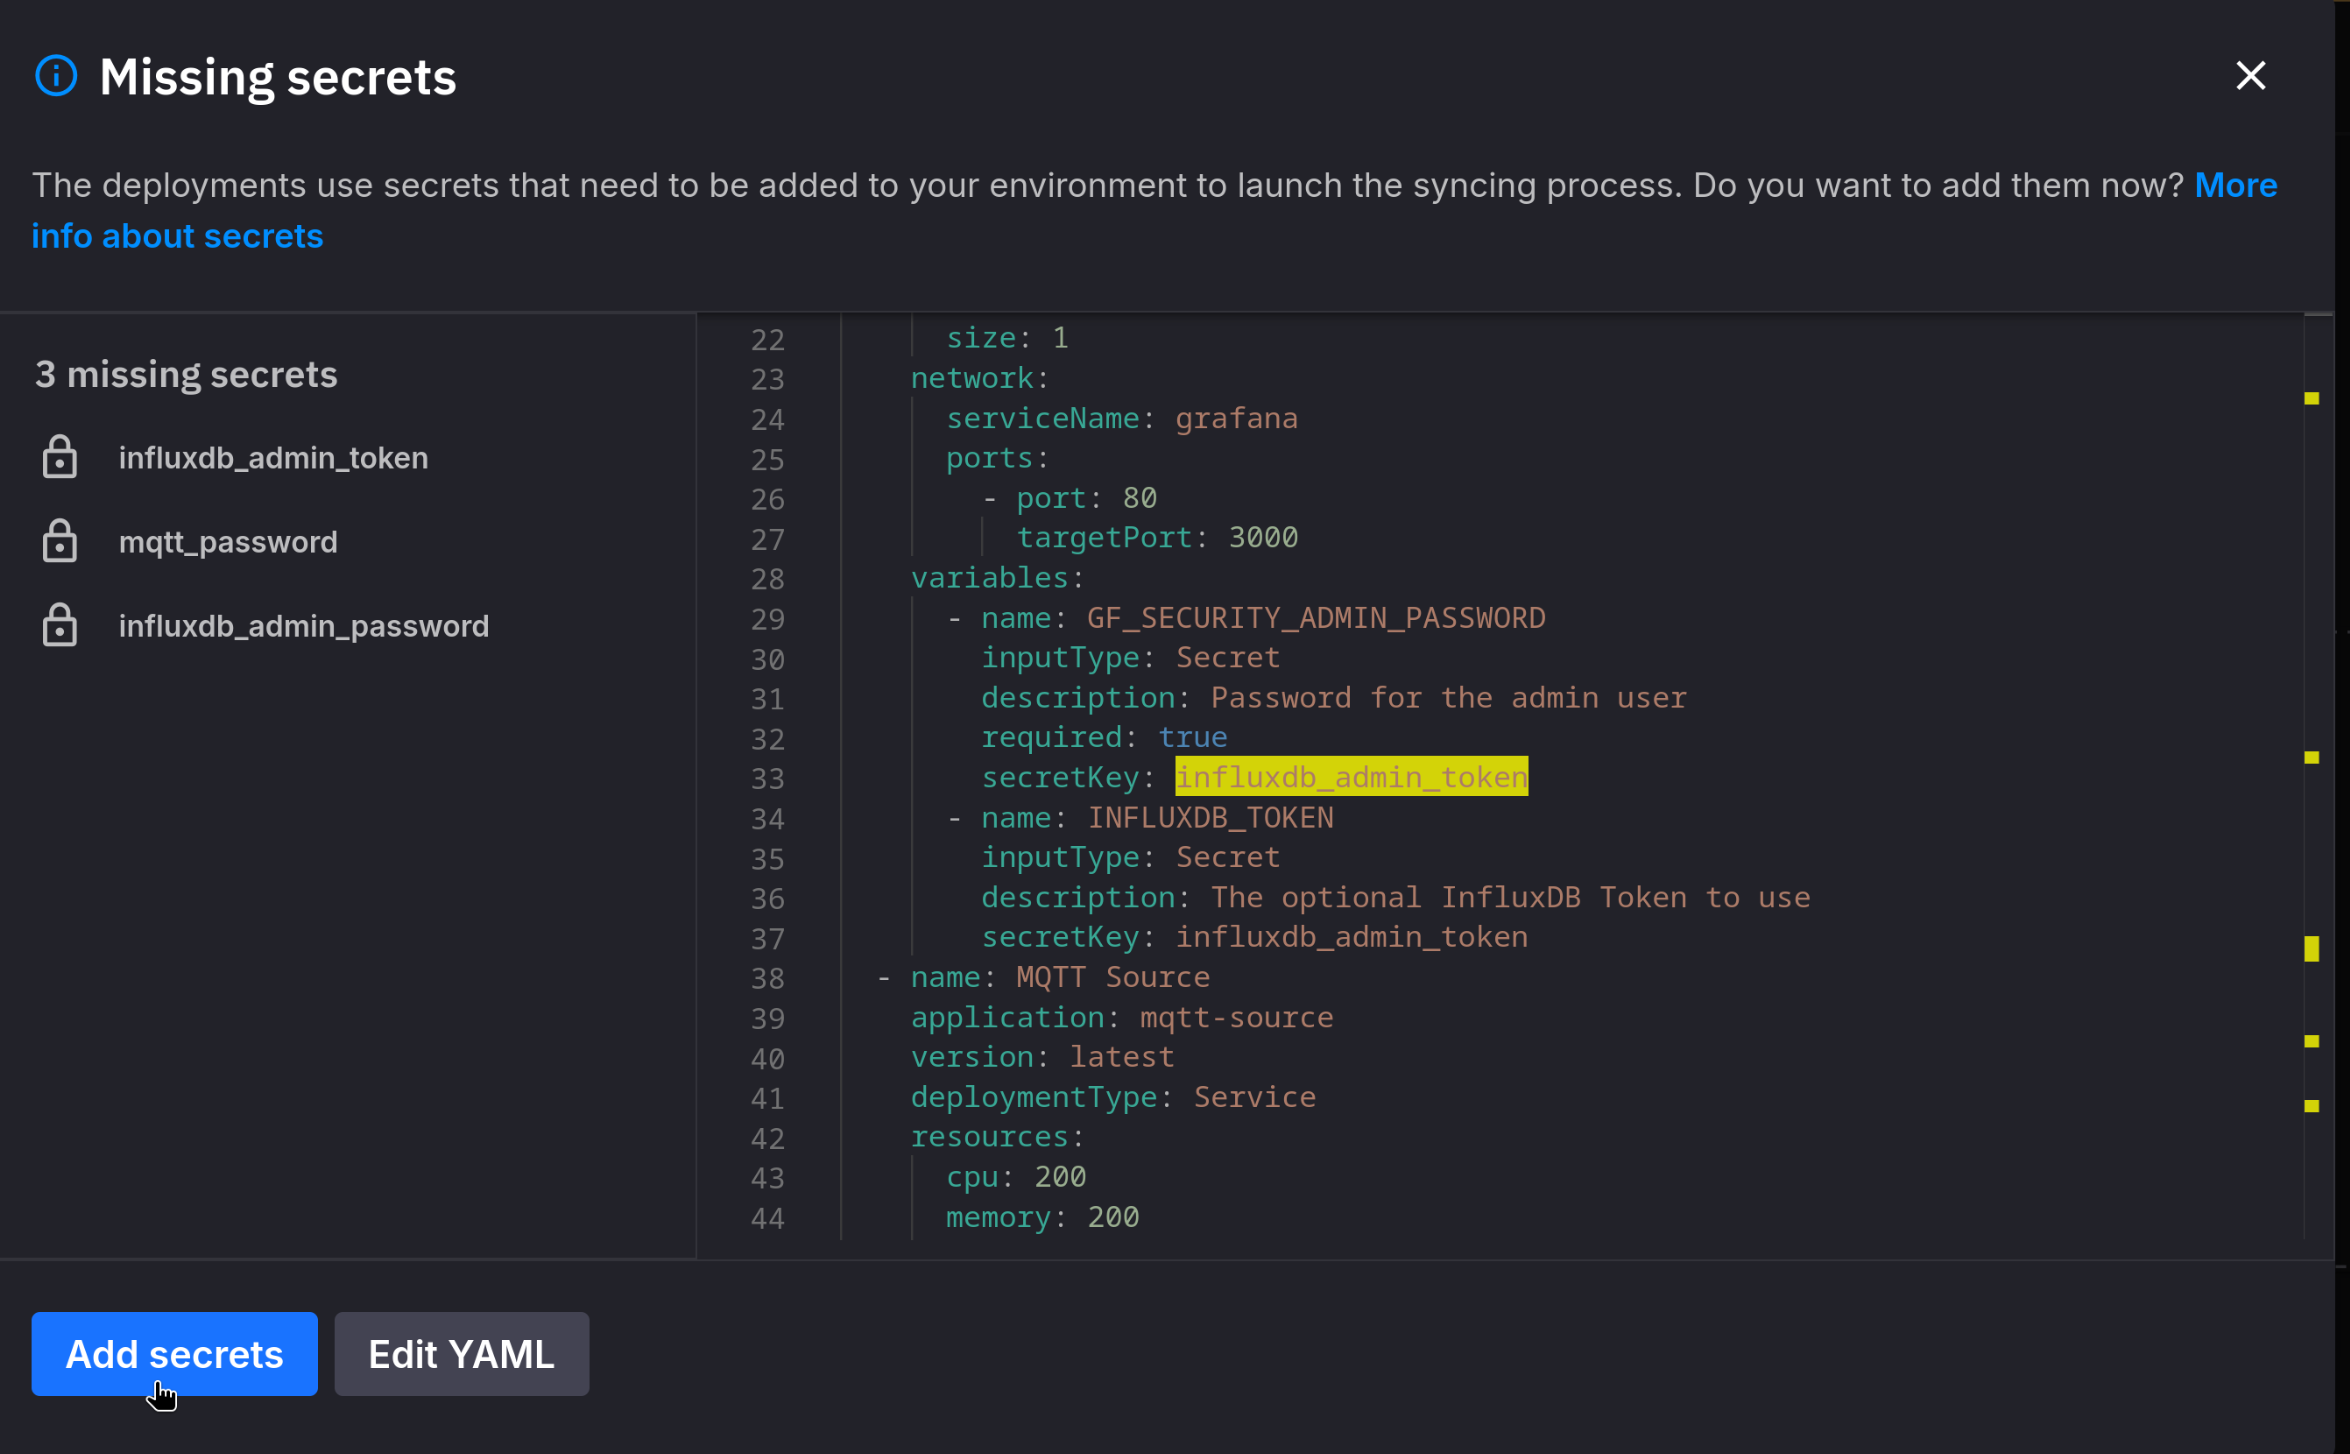 Missing secrets
The deployments use secrets that need to be added to your environment to launch the syncing process. Do you want to add them now? More
info about secrets
3 missing secrets
influxdb_admin_token
mqtt_password
influxdb_admin_password
22 size: 1
23 network:
24 serviceName: grafana
25 ports:
26 - port: 80
27 targetPort: 3000
28 variables:
29 - name: GF_SECURITY_ADMIN_PASSWORD
30 inputType: Secret
31 description: Password for the admin user
32 required: true
33 secretKey: influxdb_admin_token
34 - name: INFLUXDB_TOKEN
35 inputType: Secret
36 description: The optional InfluxDB Token to use
37 secretKey: influxdb_admin_token
38 - name: MQTT Source
39 application: mqtt-source
40 version: latest
41 deploymentType: Service
42 resources:
43 cpu: 200
44 memory: 200
Add secrets
Edit YAML